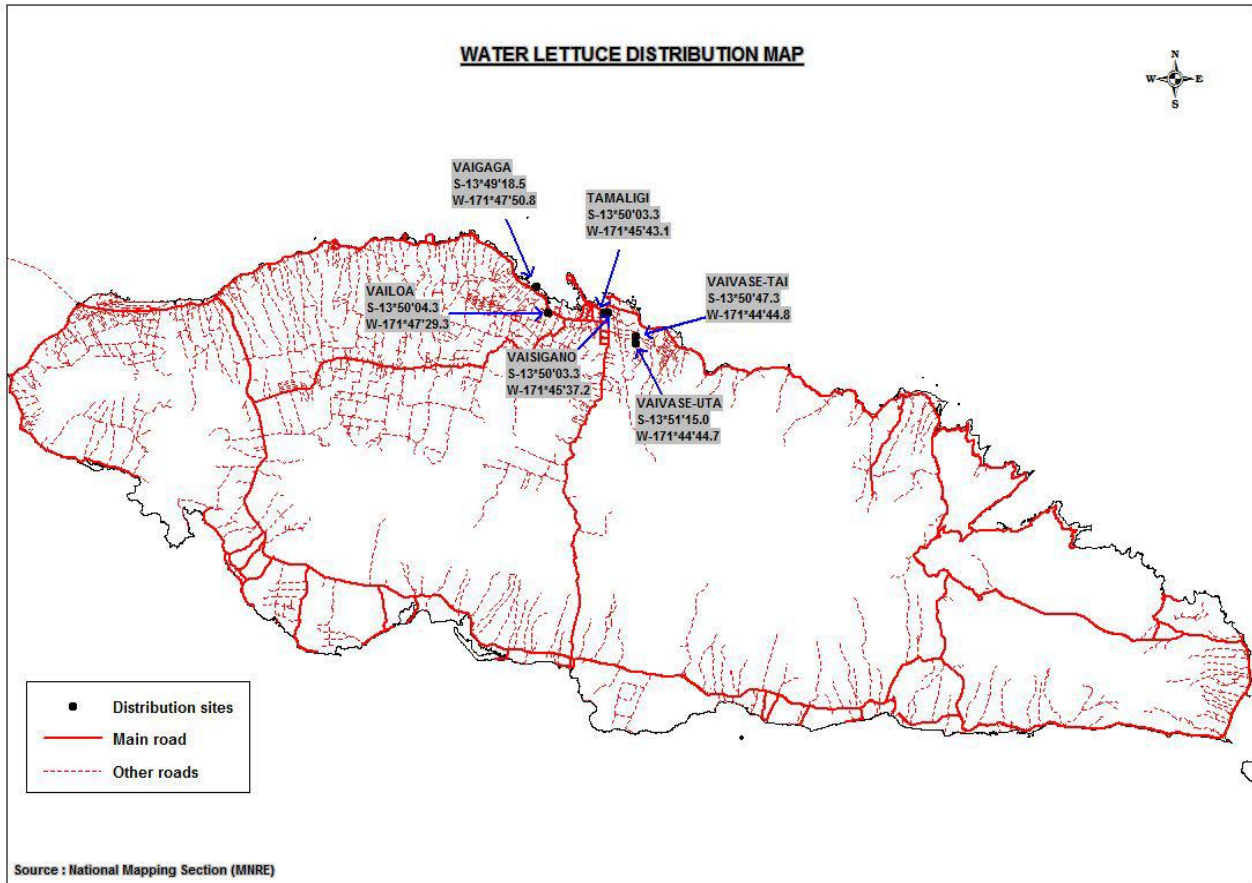 WATER LETTUCE DISTRIBUTION MAP
N
W E
S
VAIGAGA
S-13*49'18.5
W-171*47'50.8
TAMALIGI
S-13*50'03.3
W-171*45'43.1
VAILOA
S-13*50'04.3
W-171*47'29.3
VAIVASE-TAI
S-13*50'47.3
W-171*44'44.8
VAISIGANO
S-13*50'03.3
W-171*45'37.2
VAIVASE-UTA
S-13*51'15.0
W-171*44'44.7
Distribution sites
Main road
Other roads
Source : National Mapping Section (MNRE)